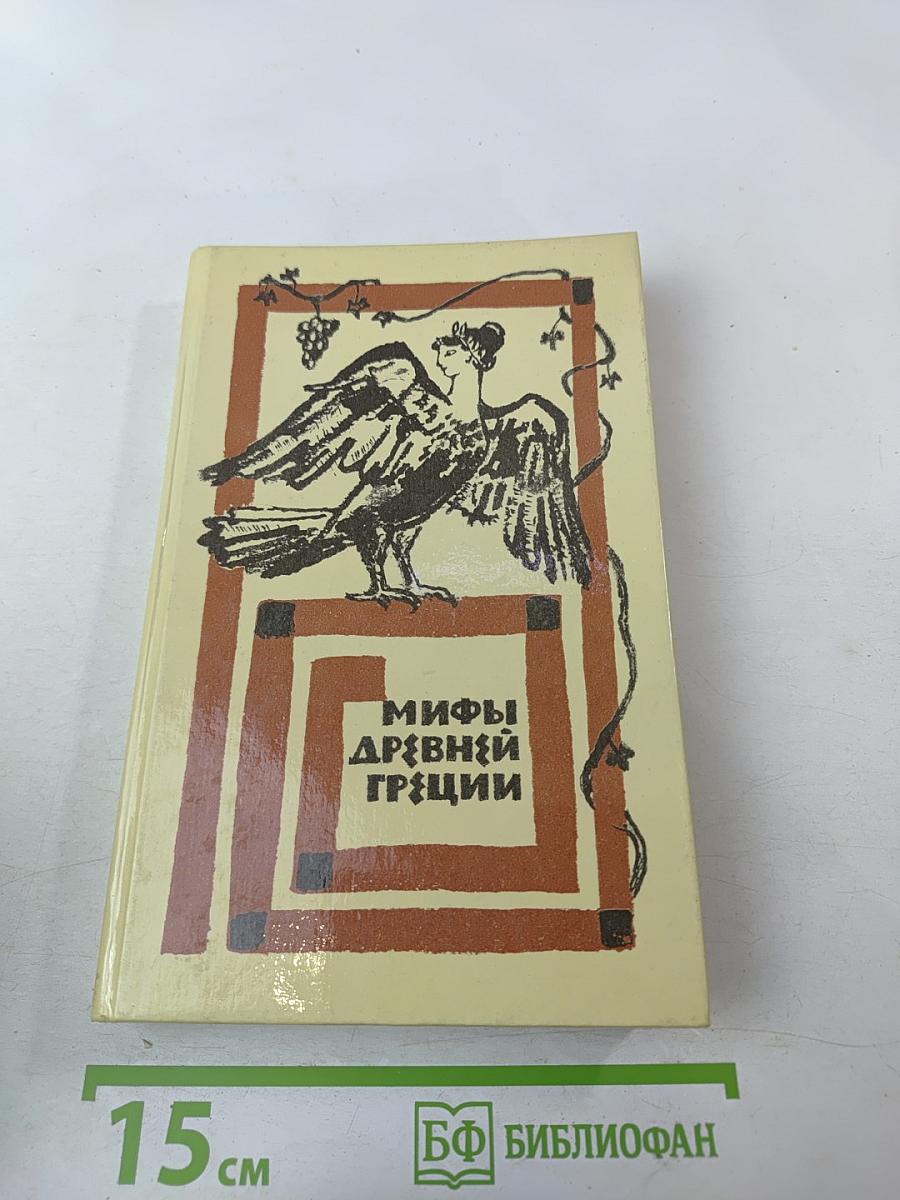 МИФЫ
ДРЕВНЕЙ
ГРЕЦИИ
15 см
БФ БИБЛИОФАН